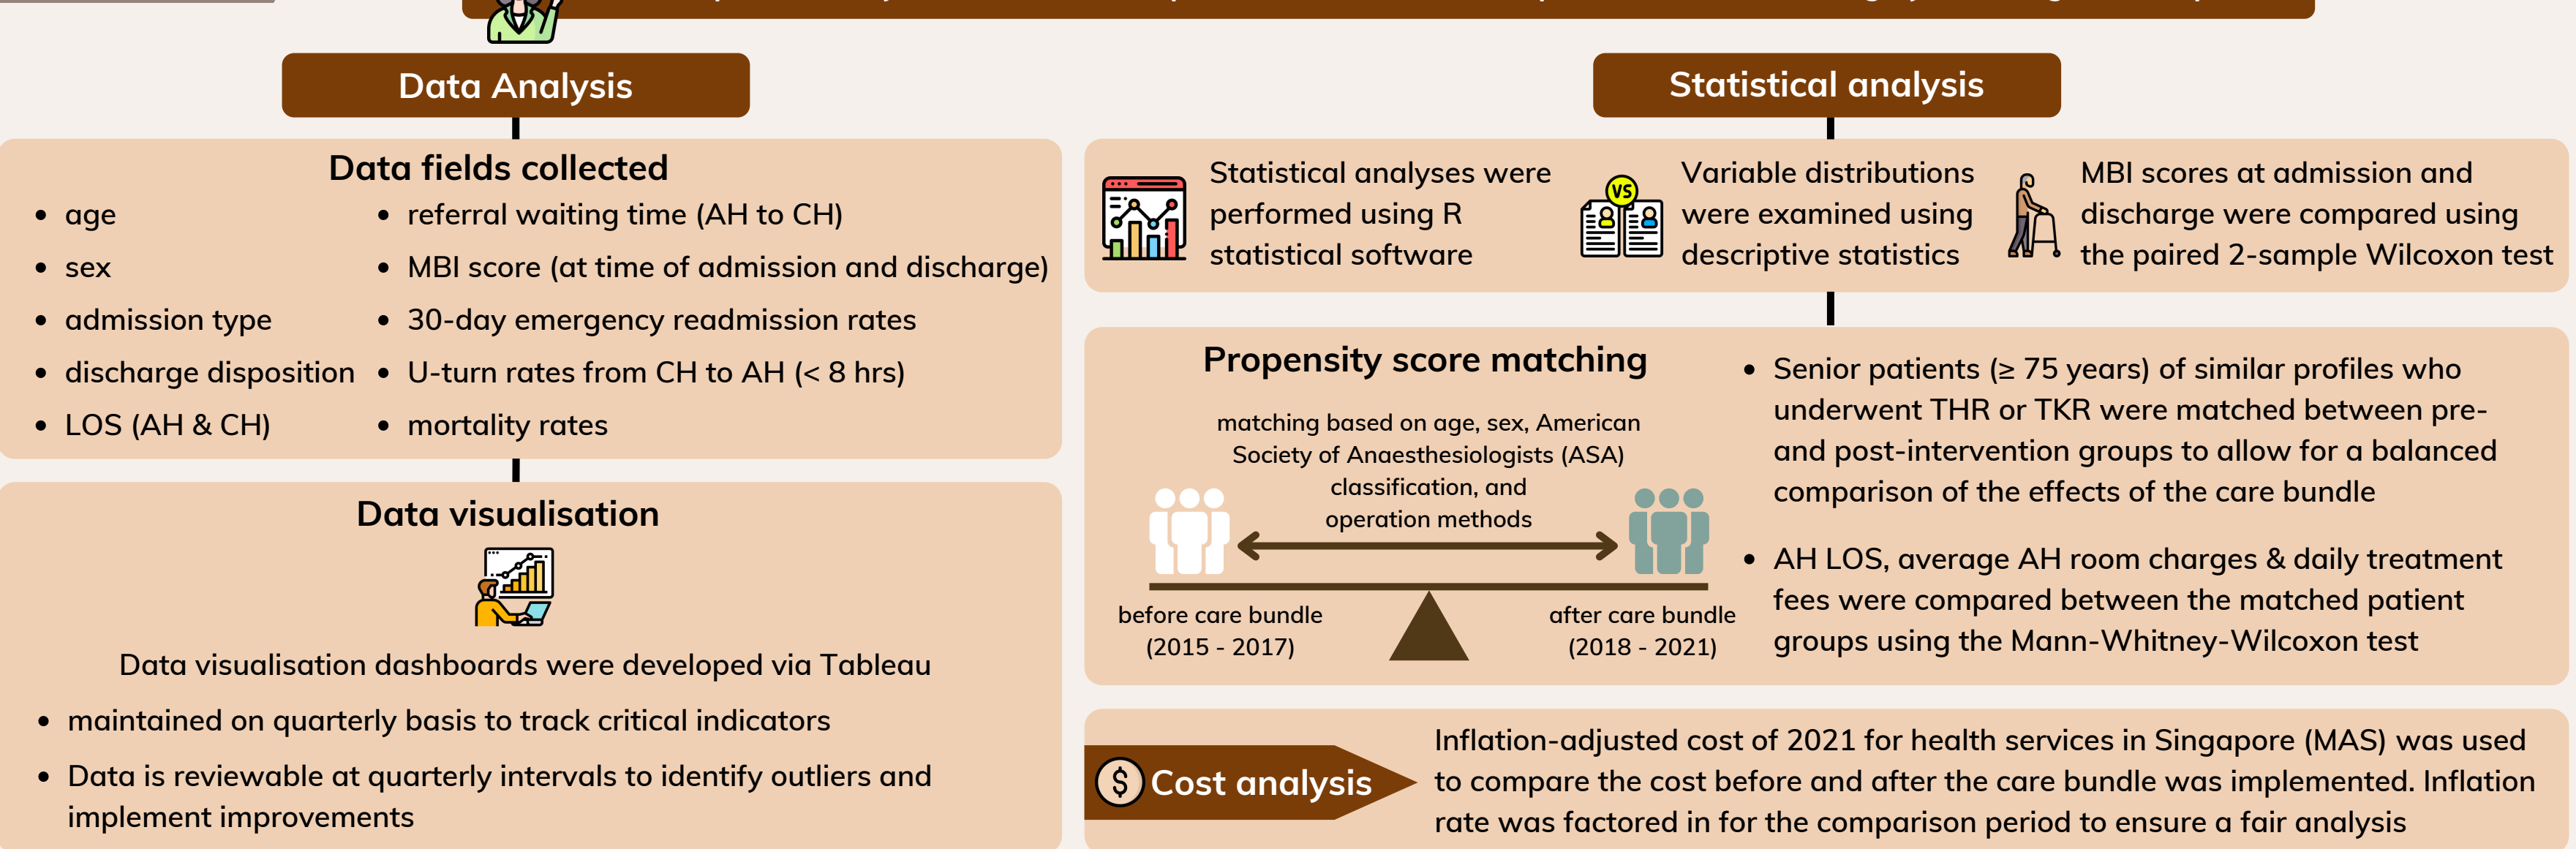 Data Analysis
Data fields collected
• age
• sex
• admission type
• discharge disposition
• LOS (AH & CH)
• referral waiting time (AH to CH)
• MBI score (at time of admission and discharge)
• 30-day emergency readmission rates
• U-turn rates from CH to AH (< 8 hrs)
• mortality rates
Data visualisation
Data visualisation dashboards were developed via Tableau
• maintained on quarterly basis to track critical indicators
• Data is reviewable at quarterly intervals to identify outliers and
implement improvements
Statistical analysis
Statistical analyses were
performed using R
statistical software
VS
Variable distributions
were examined using
descriptive statistics
MBI scores at admission and
discharge were compared using
the paired 2-sample Wilcoxon test
Propensity score matching
matching based on age, sex, American
Society of Anaesthesiologists (ASA)
classification, and
operation methods
before care bundle
(2015 - 2017)
after care bundle
(2018 - 2021)
• Senior patients (≥ 75 years) of similar profiles who
underwent THR or TKR were matched between pre-
and post-intervention groups to allow for a balanced
comparison of the effects of the care bundle
• AH LOS, average AH room charges & daily treatment
fees were compared between the matched patient
groups using the Mann-Whitney-Wilcoxon test
$ Cost analysis
Inflation-adjusted cost of 2021 for health services in Singapore (MAS) was used
to compare the cost before and after the care bundle was implemented. Inflation
rate was factored in for the comparison period to ensure a fair analysis